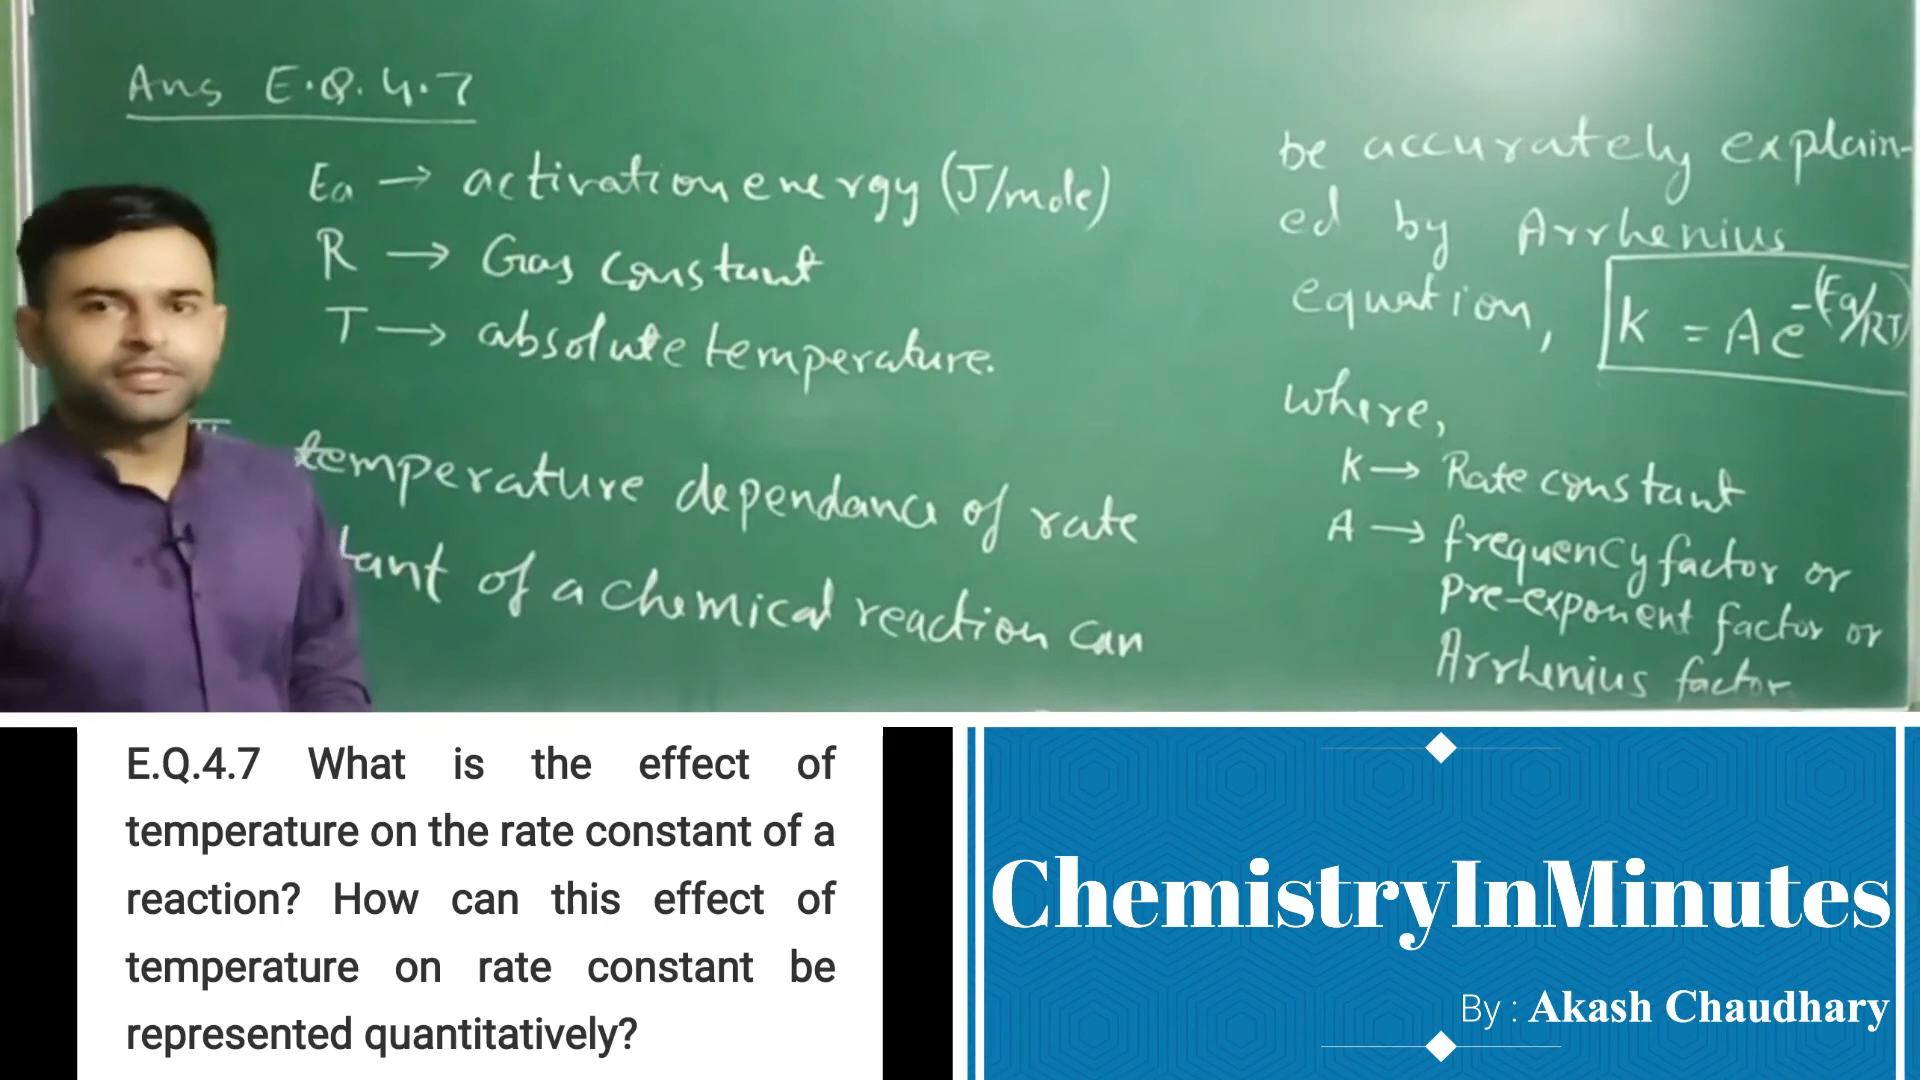 Ans E.Q.4.7
Ea → activation energy (J/mole)
R → Gas constant
T → absolute temperature.
temperature dependance of rate
tant of a chemical reaction can
be accurately explain-
ed by Arrhenius
equation, K = Ae-(Ea/RT)
where,
K → Rate constant
A → frequency factor or
Pre-exponent factor or
Arrhenius factor
E.Q.4.7 What is the effect of
temperature on the rate constant of a
reaction? How can this effect of
temperature on rate constant be
represented quantitatively?
ChemistryInMinutes
By : Akash Chaudhary